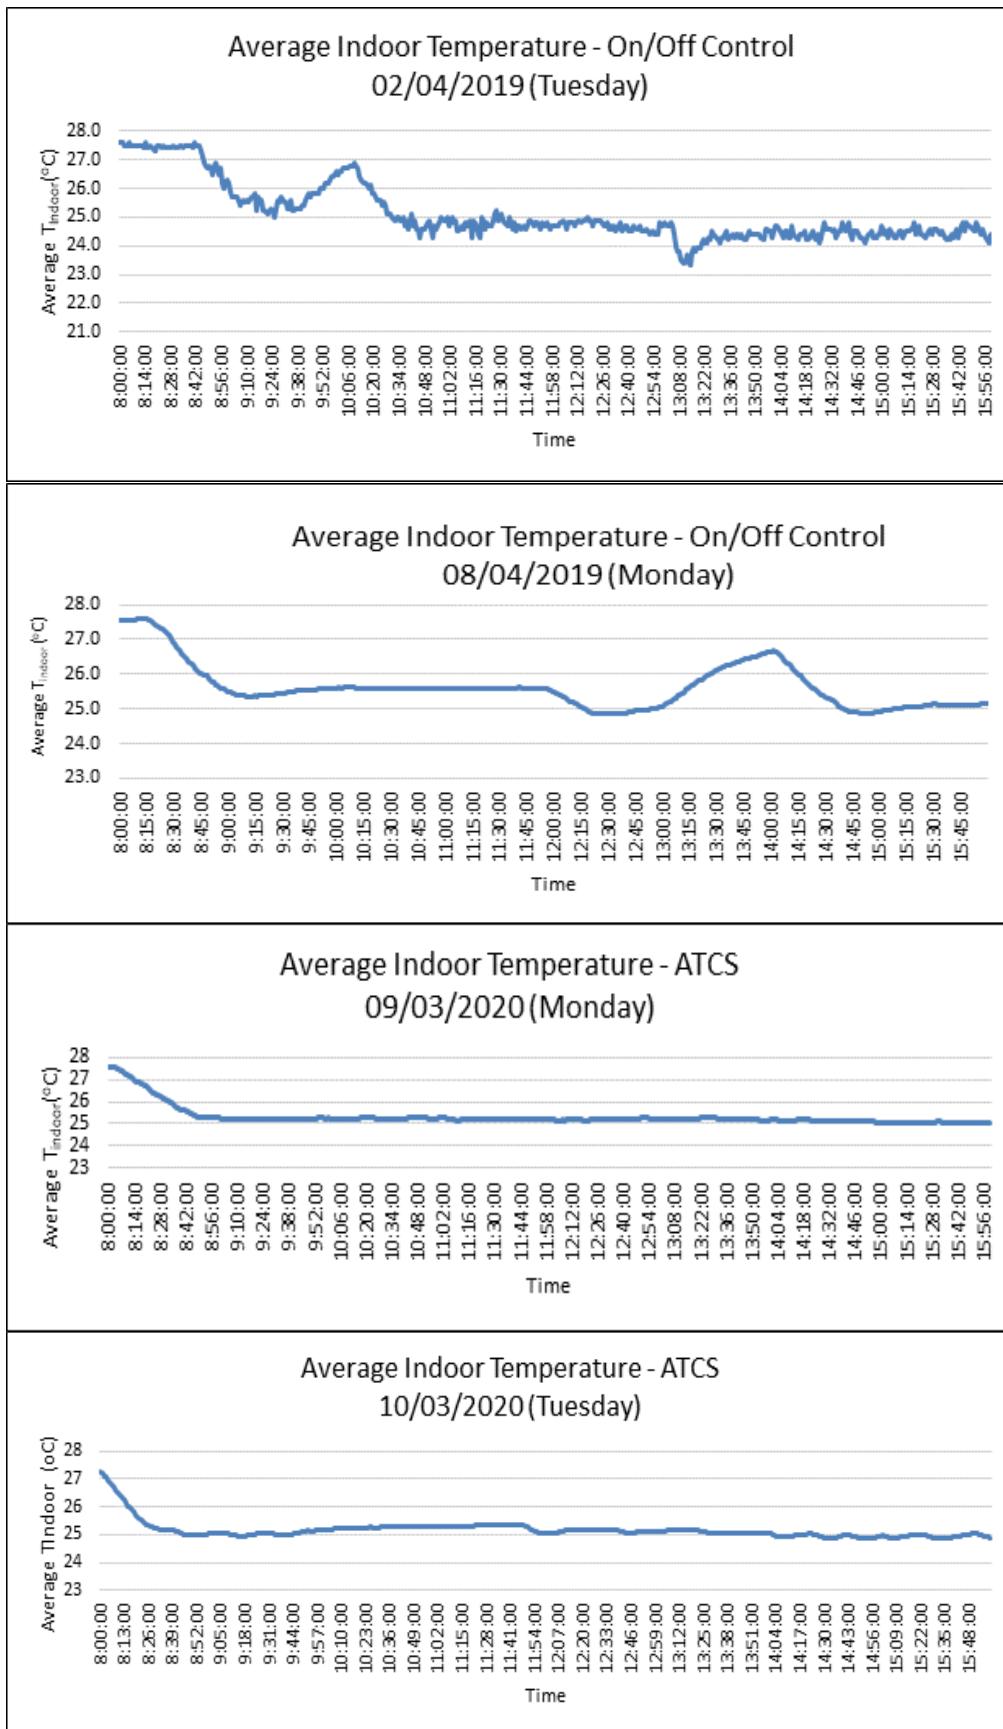 Average Indoor Temperature - On/Off Control
02/04/2019 (Tuesday)
Average Tindoor(°C)
28.0
27.0
26.0
25.0
24.0
23.0
22.0
21.0
8:00:00 8:14:00 8:28:00 8:42:00 8:56:00 9:10:00 9:24:00 9:38:00 9:52:00 10:06:00 10:20:00 10:34:00 10:48:00 11:02:00 11:16:00 11:30:00 11:44:00 11:58:00 12:12:00 12:26:00 12:40:00 12:54:00 13:08:00 13:22:00 13:36:00 13:50:00 14:04:00 14:18:00 14:32:00 14:46:00 15:00:00 15:14:00 15:28:00 15:42:00 15:56:00
Time
Average Indoor Temperature - On/Off Control
08/04/2019 (Monday)
Average Tindoor(°C)
28.0
27.0
26.0
25.0
24.0
23.0
8:00:00 8:15:00 8:30:00 8:45:00 9:00:00 9:15:00 9:30:00 9:45:00 10:00:00 10:15:00 10:30:00 10:45:00 11:00:00 11:15:00 11:30:00 11:45:00 12:00:00 12:15:00 12:30:00 12:45:00 13:00:00 13:15:00 13:30:00 13:45:00 14:00:00 14:15:00 14:30:00 14:45:00 15:00:00 15:15:00 15:30:00 15:45:00
Time
Average Indoor Temperature - ATCS
09/03/2020 (Monday)
Average Tindoor(°C)
28
27
26
25
24
23
8:00:00 8:14:00 8:28:00 8:42:00 8:56:00 9:10:00 9:24:00 9:38:00 9:52:00 10:06:00 10:20:00 10:34:00 10:48:00 11:02:00 11:16:00 11:30:00 11:44:00 11:58:00 12:12:00 12:26:00 12:40:00 12:54:00 13:08:00 13:22:00 13:36:00 13:50:00 14:04:00 14:18:00 14:32:00 14:46:00 15:00:00 15:14:00 15:28:00 15:42:00 15:56:00
Time
Average Indoor Temperature - ATCS
10/03/2020 (Tuesday)
Average TIndoor (oC)
28
27
26
25
24
23
8:00:00 8:13:00 8:26:00 8:39:00 8:52:00 9:05:00 9:18:00 9:31:00 9:44:00 9:57:00 10:10:00 10:23:00 10:36:00 10:49:00 11:02:00 11:15:00 11:28:00 11:41:00 11:54:00 12:07:00 12:20:00 12:33:00 12:46:00 12:59:00 13:12:00 13:25:00 13:38:00 13:51:00 14:04:00 14:17:00 14:30:00 14:43:00 14:56:00 15:09:00 15:22:00 15:35:00 15:48:00
Time